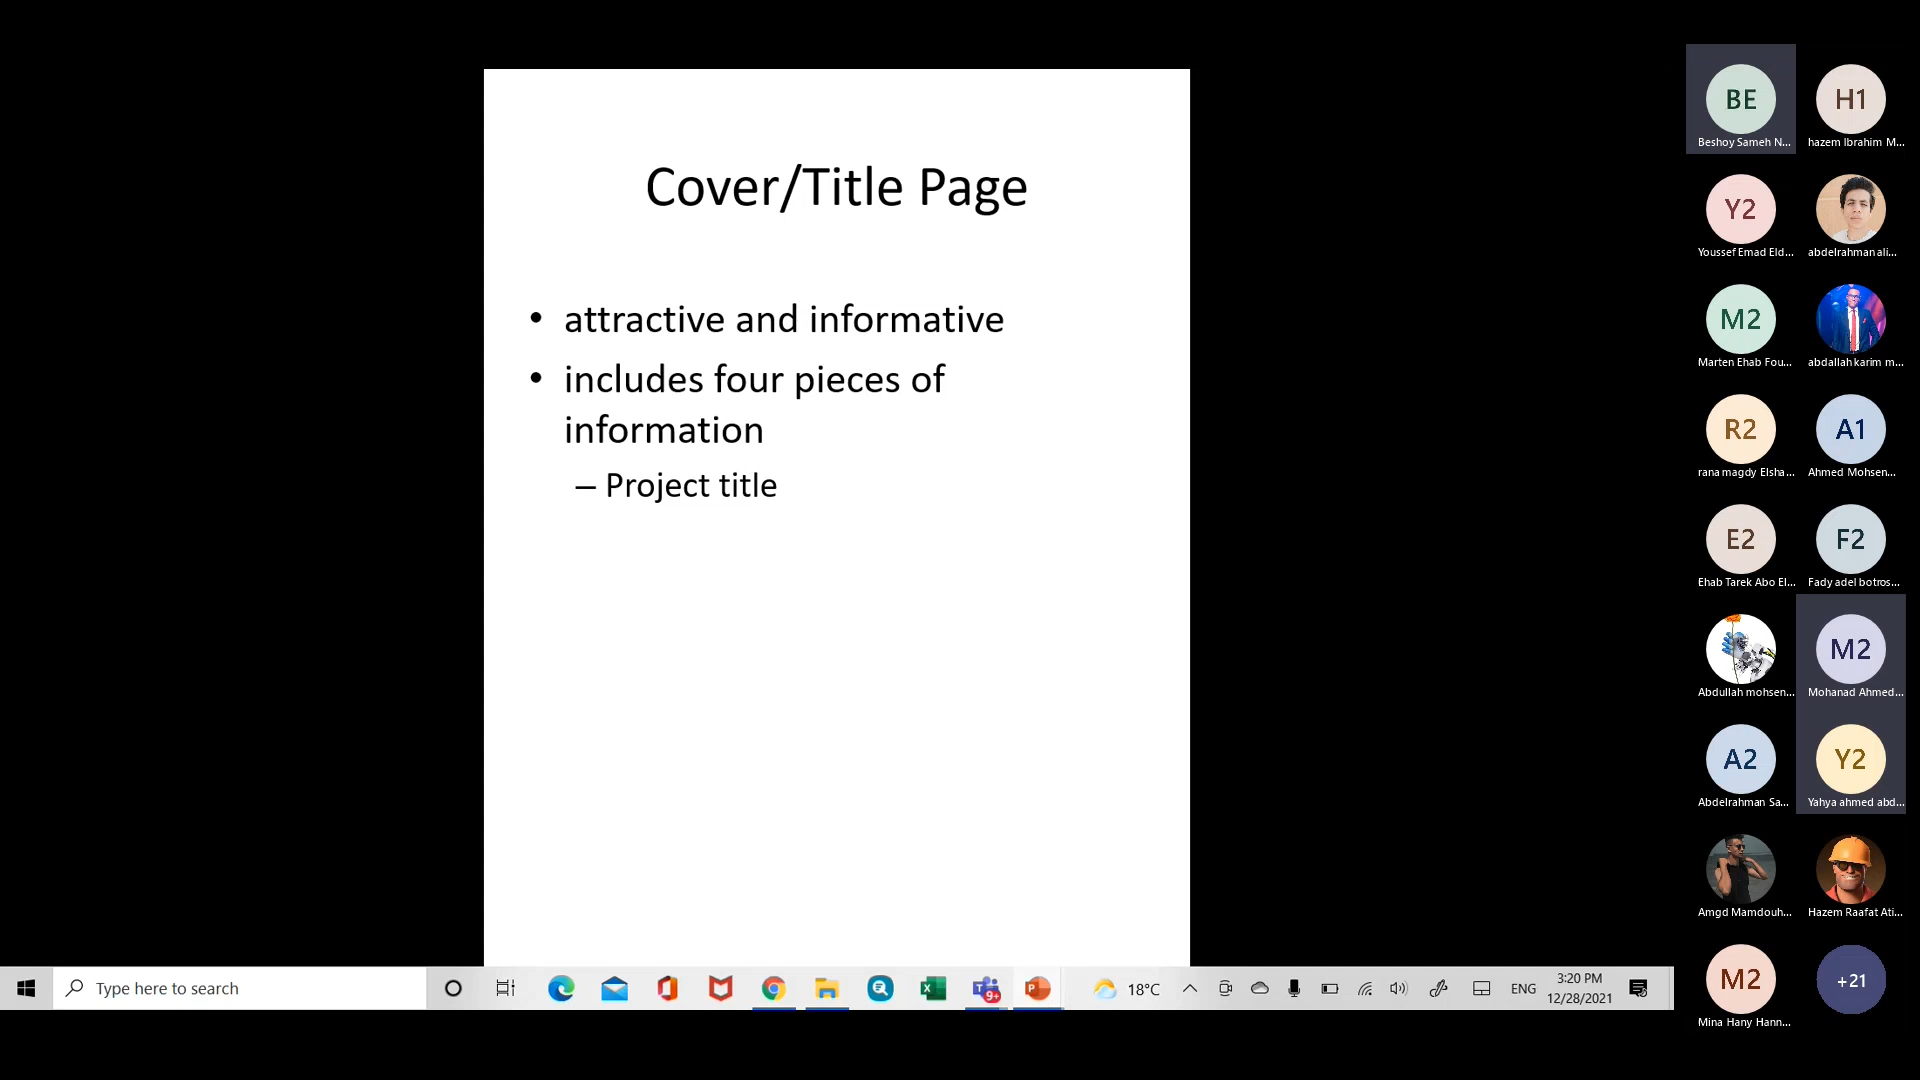 Cover/Title Page
• attractive and informative
• includes four pieces of
information
– Project title
BE
Beshoy Sameh N...
H1
hazem Ibrahim M...
Y2
Youssef Emad Eld...
abdelrahman ali...
M2
Marten Ehab Fou...
abdallah karim m...
R2
rana magdy Elsha...
A1
Ahmed Mohsen...
E2
Ehab Tarek Abo El...
F2
Fady adel botros...
Abdullah mohsen...
M2
Mohanad Ahmed...
A2
Abdelrahman Sa...
Y2
Yahya ahmed abd...
Amgd Mamdouh...
Hazem Raafat Ati...
M2
Mina Hany Hann...
+21
Type here to search
9+
18°C
ENG
3:20 PM
12/28/2021